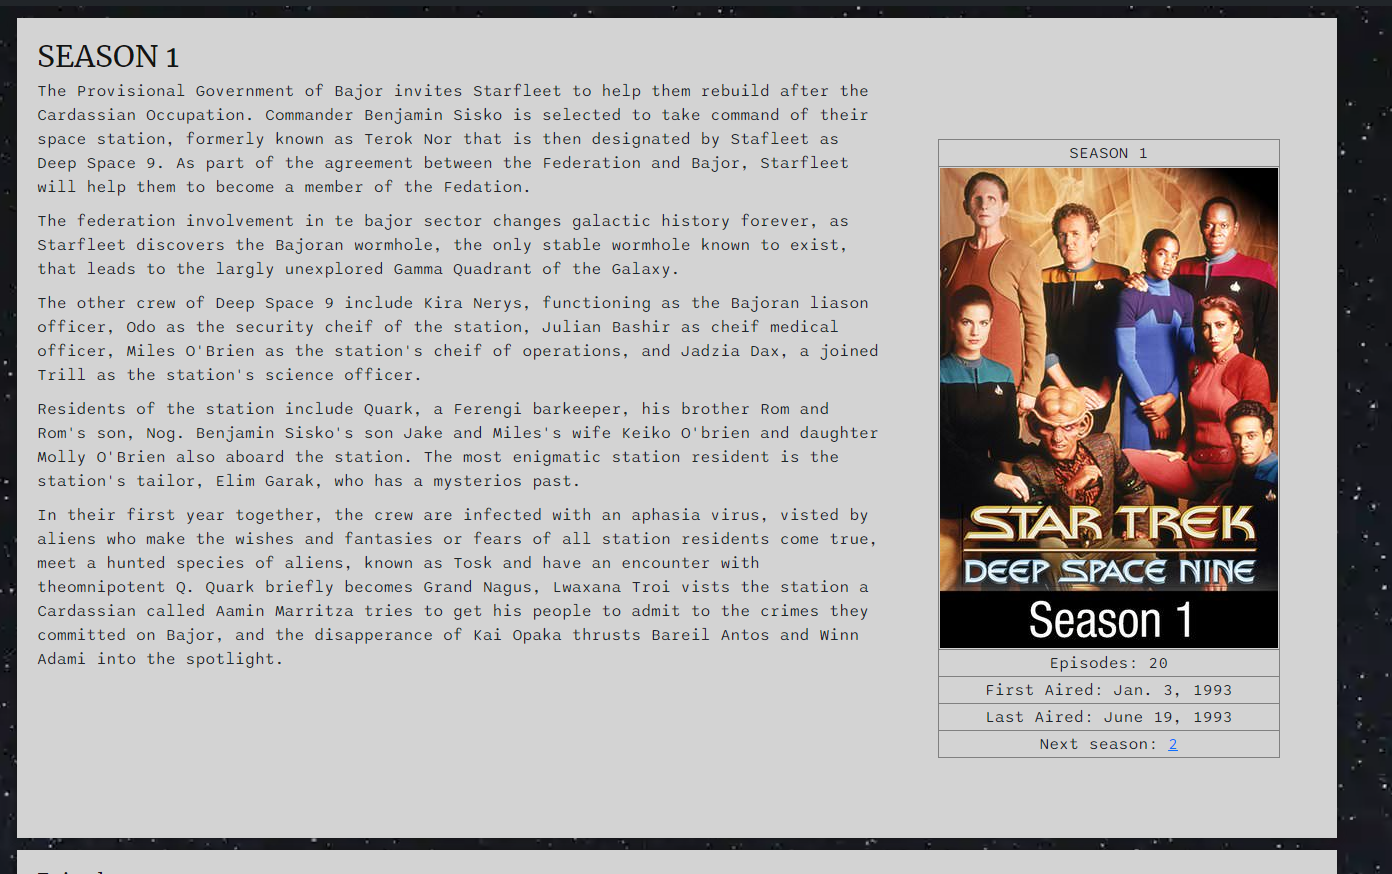 SEASON 1
The Provisional Government of Bajor invites Starfleet to help them rebuild after the
Cardassian Occupation. Commander Benjamin Sisko is selected to take command of their
space station, formerly known as Terok Nor that is then designated by Stafleet as
Deep Space 9. As part of the agreement between the Federation and Bajor, Starfleet
will help them to become a member of the Fedation.
The federation involvement in te bajor sector changes galactic history forever, as
Starfleet discovers the Bajoran wormhole, the only stable wormhole known to exist,
that leads to the largly unexplored Gamma Quadrant of the Galaxy.
The other crew of Deep Space 9 include Kira Nerys, functioning as the Bajoran liason
officer, Odo as the security cheif of the station, Julian Bashir as cheif medical
officer, Miles O'Brien as the station's cheif of operations, and Jadzia Dax, a joined
Trill as the station's science officer.
Residents of the station include Quark, a Ferengi barkeeper, his brother Rom and
Rom's son, Nog. Benjamin Sisko's son Jake and Miles's wife Keiko O'brien and daughter
Molly O'Brien also aboard the station. The most enigmatic station resident is the
station's tailor, Elim Garak, who has a mysterios past.
In their first year together, the crew are infected with an aphasia virus, visted by
aliens who make the wishes and fantasies or fears of all station residents come true,
meet a hunted species of aliens, known as Tosk and have an encounter with
theomnipotent Q. Quark briefly becomes Grand Nagus, Lwaxana Troi vists the station a
Cardassian called Aamin Marritza tries to get his people to admit to the crimes they
committed on Bajor, and the disapperance of Kai Opaka thrusts Bareil Antos and Winn
Adami into the spotlight.
SEASON 1
STAR TREK
DEEP SPACE NINE
Season 1
Episodes: 20
First Aired: Jan. 3, 1993
Last Aired: June 19, 1993
Next season: 2